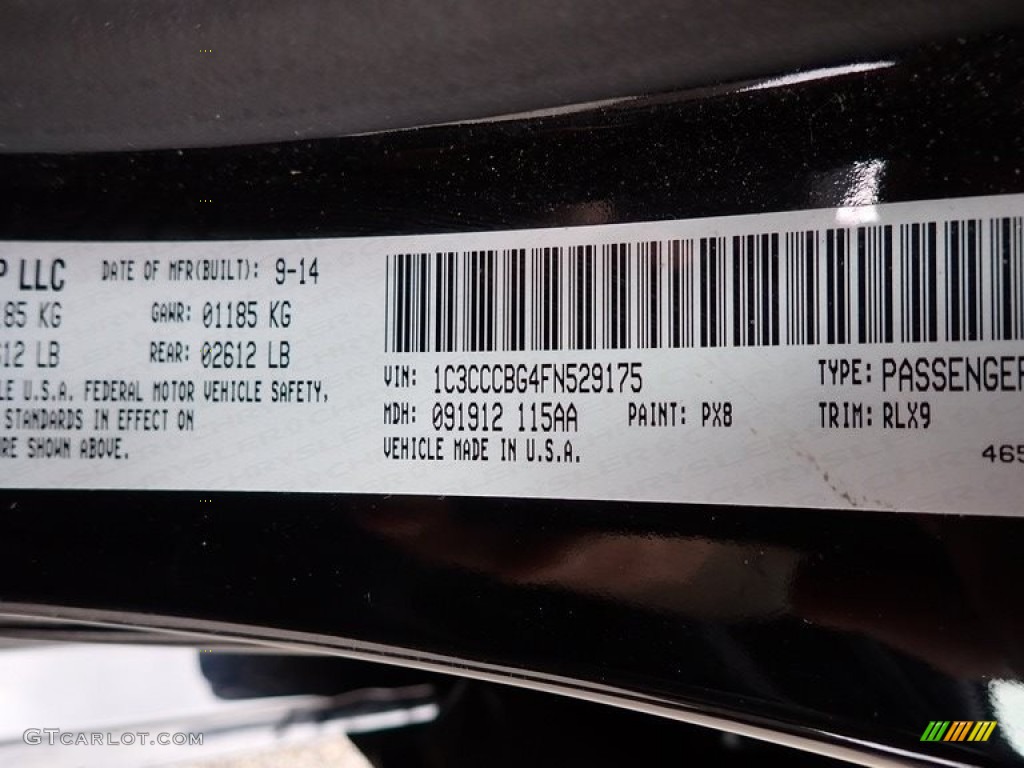 P LLC DATE OF MFR(BUILT): 9-14
185 KG GAWR: 01185 KG
612 LB REAR: 02612 LB
LE U.S.A. FEDERAL MOTOR VEHICLE SAFETY,
STANDARDS IN EFFECT ON
RE SHOWN ABOVE.
VIN: 1C3CCCBG4FN529175 TYPE: PASSENGER
MDH: 091912 115AA PAINT: PX8 TRIM: RLX9
VEHICLE MADE IN U.S.A.
465
GTCARLOT.COM